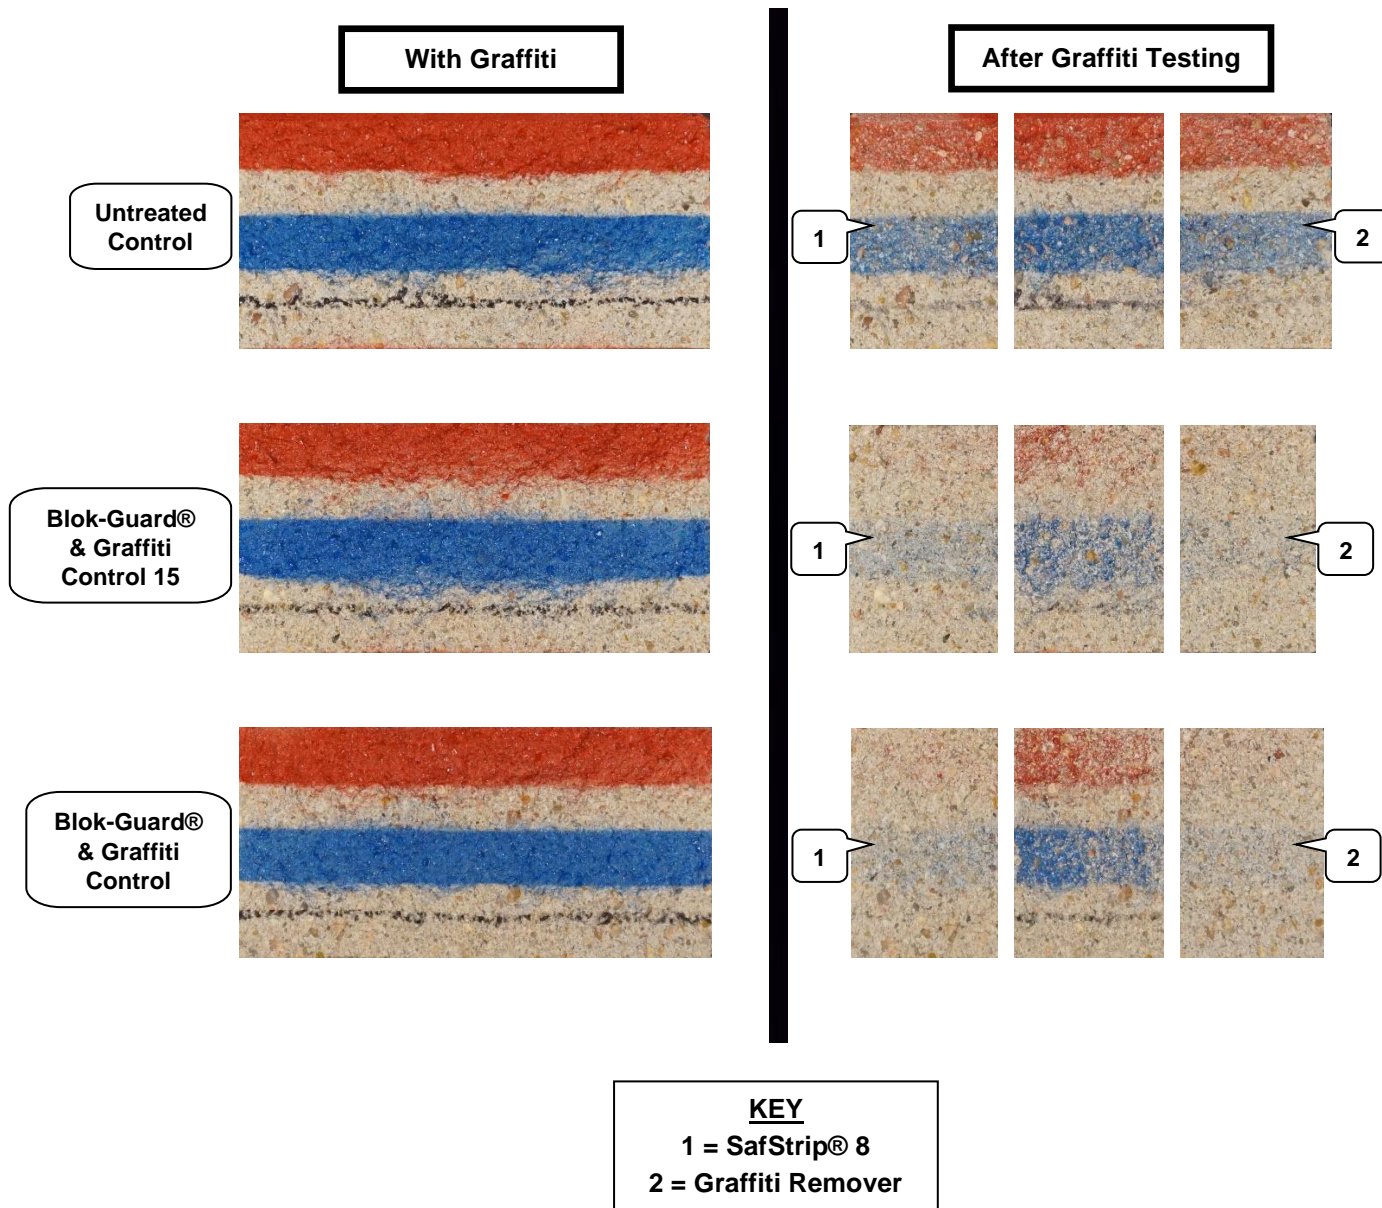 With Graffiti
After Graffiti Testing
Untreated
Control
1
2
Blok-Guard®
& Graffiti
Control 15
1
2
Blok-Guard®
& Graffiti
Control
1
2
KEY
1 = SafStrip® 8
2 = Graffiti Remover